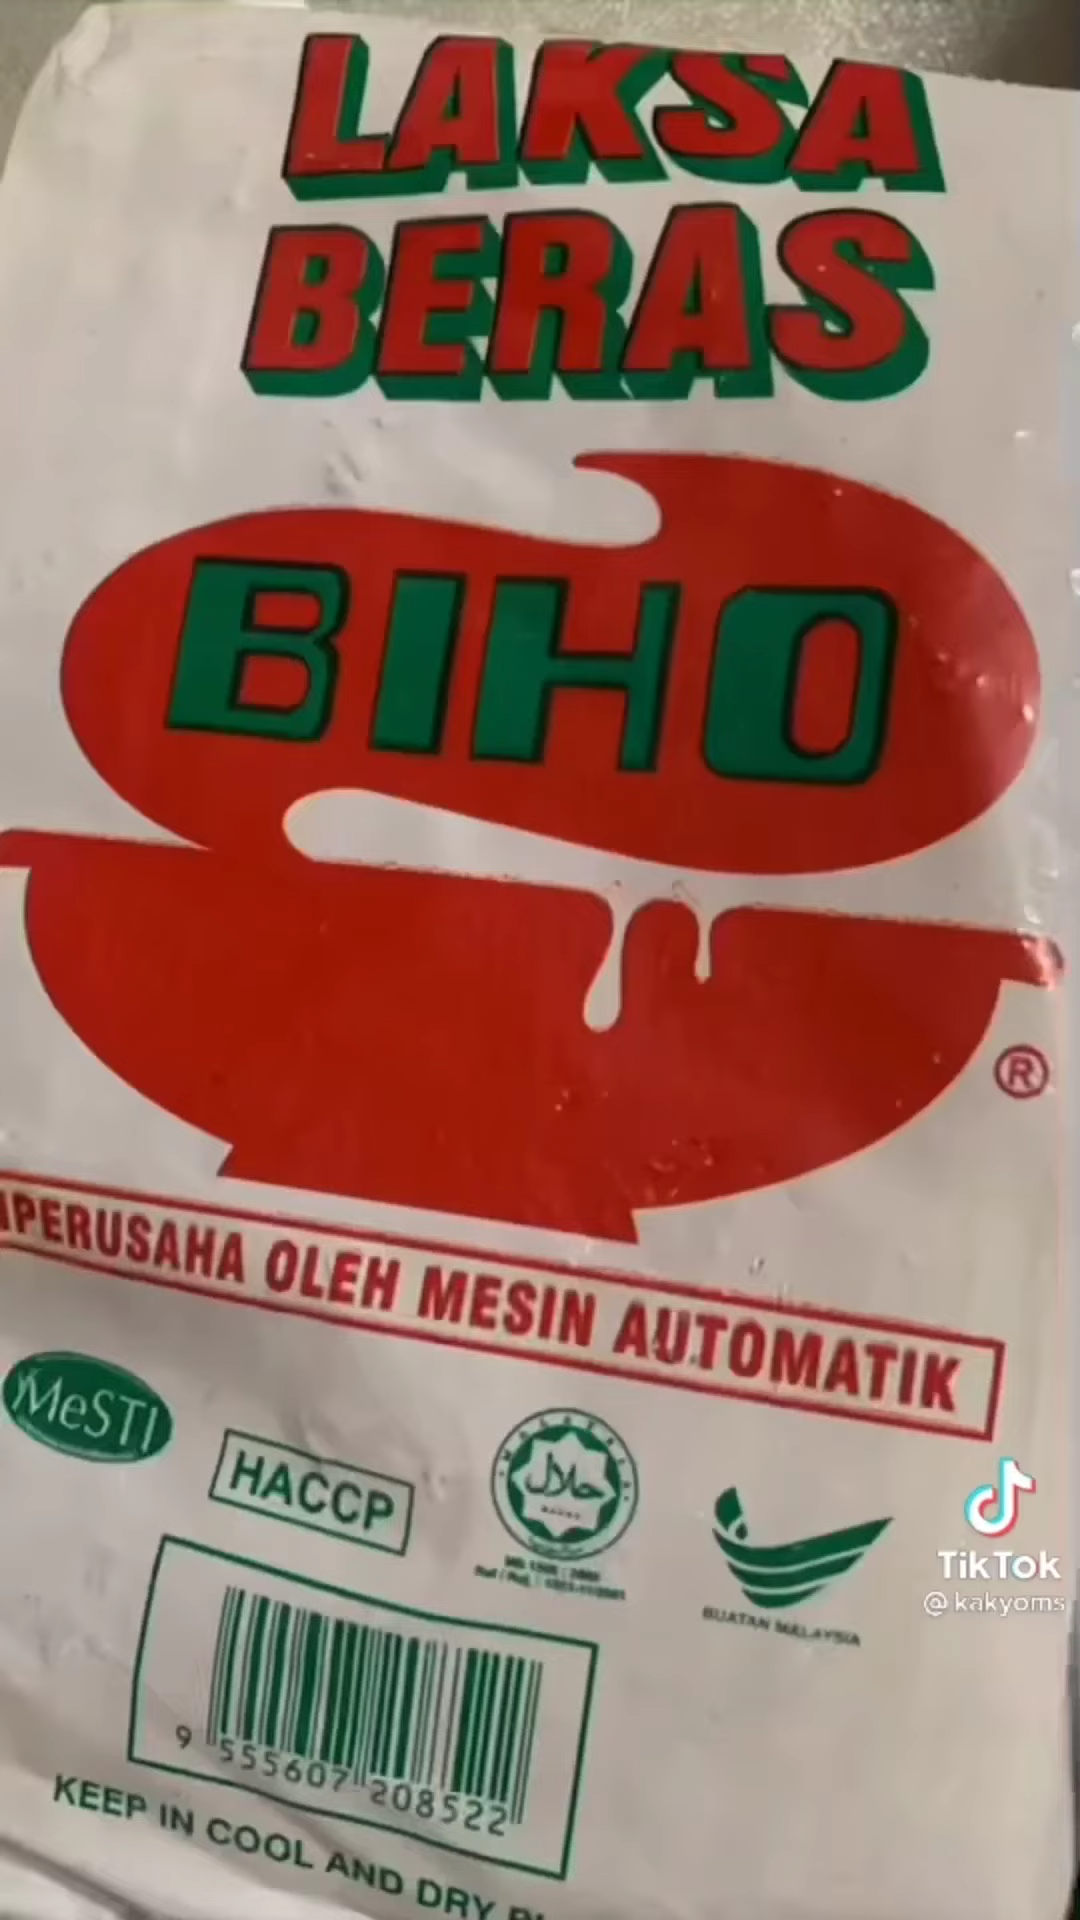 LAKSA
BERAS
BIHO
®
PERUSAHA OLEH MESIN AUTOMATIK
MeSTI
HACCP
حلال
BUATAN MALAYSIA
9 555607 208522
KEEP IN COOL AND DRY
TikTok
@kakyoms